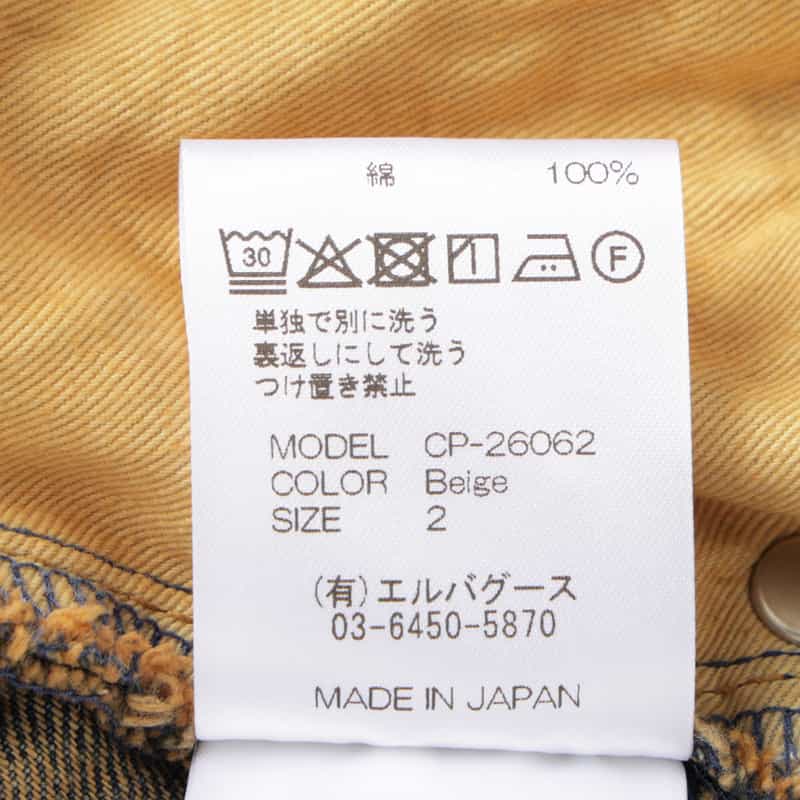 綿 100%
30 F
単独で別に洗う
裏返しにして洗う
つけ置き禁止
MODEL CP-26062
COLOR Beige
SIZE 2
(有)エルバグース
03-6450-5870
MADE IN JAPAN